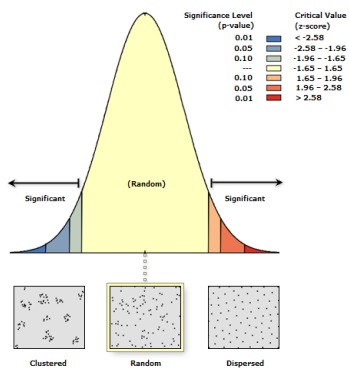 Significance Level (p-value)
Critical Value (z-score)
0.01 < -2.58
0.05 -2.58 – -1.96
0.10 -1.96 – -1.65
--- -1.65 – 1.65
0.10 1.65 – 1.96
0.05 1.96 – 2.58
0.01 > 2.58
(Random)
Significant Significant
Clustered Random Dispersed